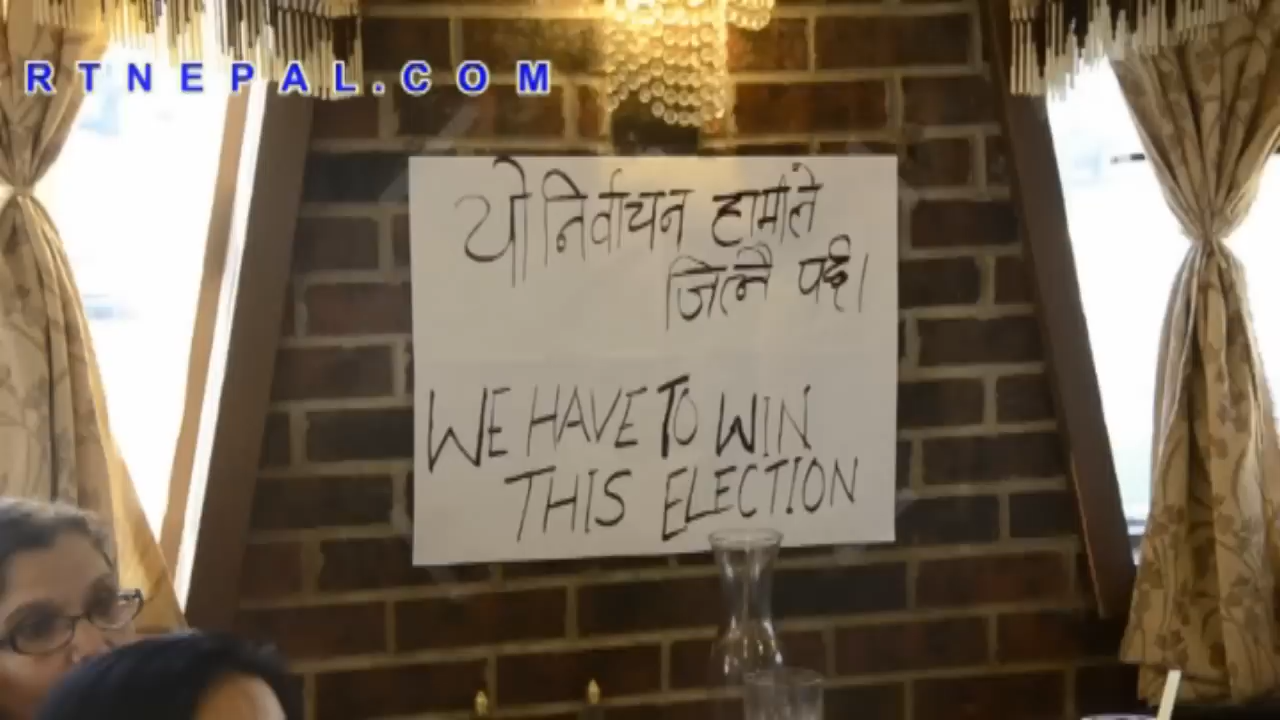 RTNEPAL.COM
यो निर्वाचन हामीले
जित्नै पर्छ।
WE HAVE TO WIN
THIS ELECTION